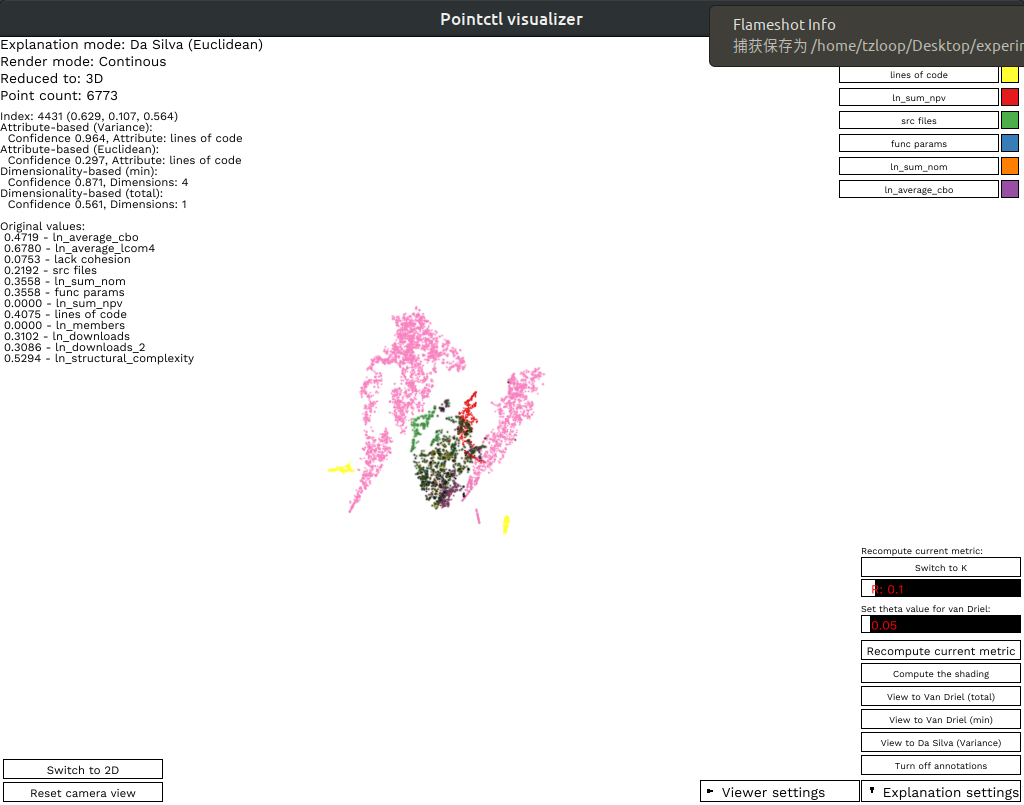 Pointctl visualizer
Flameshot Info
捕获保存为 /home/tzloop/Desktop/experim
Explanation mode: Da Silva (Euclidean)
Render mode: Continous
Reduced to: 3D
Point count: 6773
Index: 4431 (0.629, 0.107, 0.564)
Attribute-based (Variance):
Confidence 0.964, Attribute: lines of code
Attribute-based (Euclidean):
Confidence 0.297, Attribute: lines of code
Dimensionality-based (min):
Confidence 0.871, Dimensions: 4
Dimensionality-based (total):
Confidence 0.561, Dimensions: 1
Original values:
0.4719 - ln_average_cbo
0.6780 - ln_average_lcom4
0.0753 - lack cohesion
0.2192 - src files
0.3558 - ln_sum_nom
0.3558 - func params
0.0000 - ln_sum_npv
0.4075 - lines of code
0.0000 - ln_members
0.3102 - ln_downloads
0.3086 - ln_downloads_2
0.5294 - ln_structural_complexity
lines of code
ln_sum_npv
src files
func params
ln_sum_nom
ln_average_cbo
Recompute current metric:
Switch to K
R: 0.1
Set theta value for van Driel:
0.05
Recompute current metric
Compute the shading
View to Van Driel (total)
View to Van Driel (min)
View to Da Silva (Variance)
Turn off annotations
Switch to 2D
Reset camera view
Viewer settings
Explanation settings